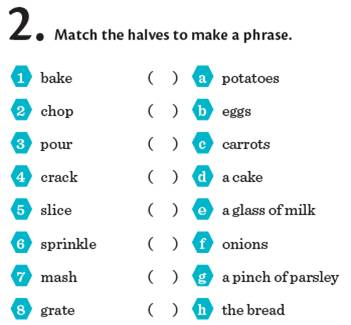 2. Match the halves to make a phrase.
1 bake ( ) a potatoes
2 chop ( ) b eggs
3 pour ( ) c carrots
4 crack ( ) d a cake
5 slice ( ) e a glass of milk
6 sprinkle ( ) f onions
7 mash ( ) g a pinch of parsley
8 grate ( ) h the bread